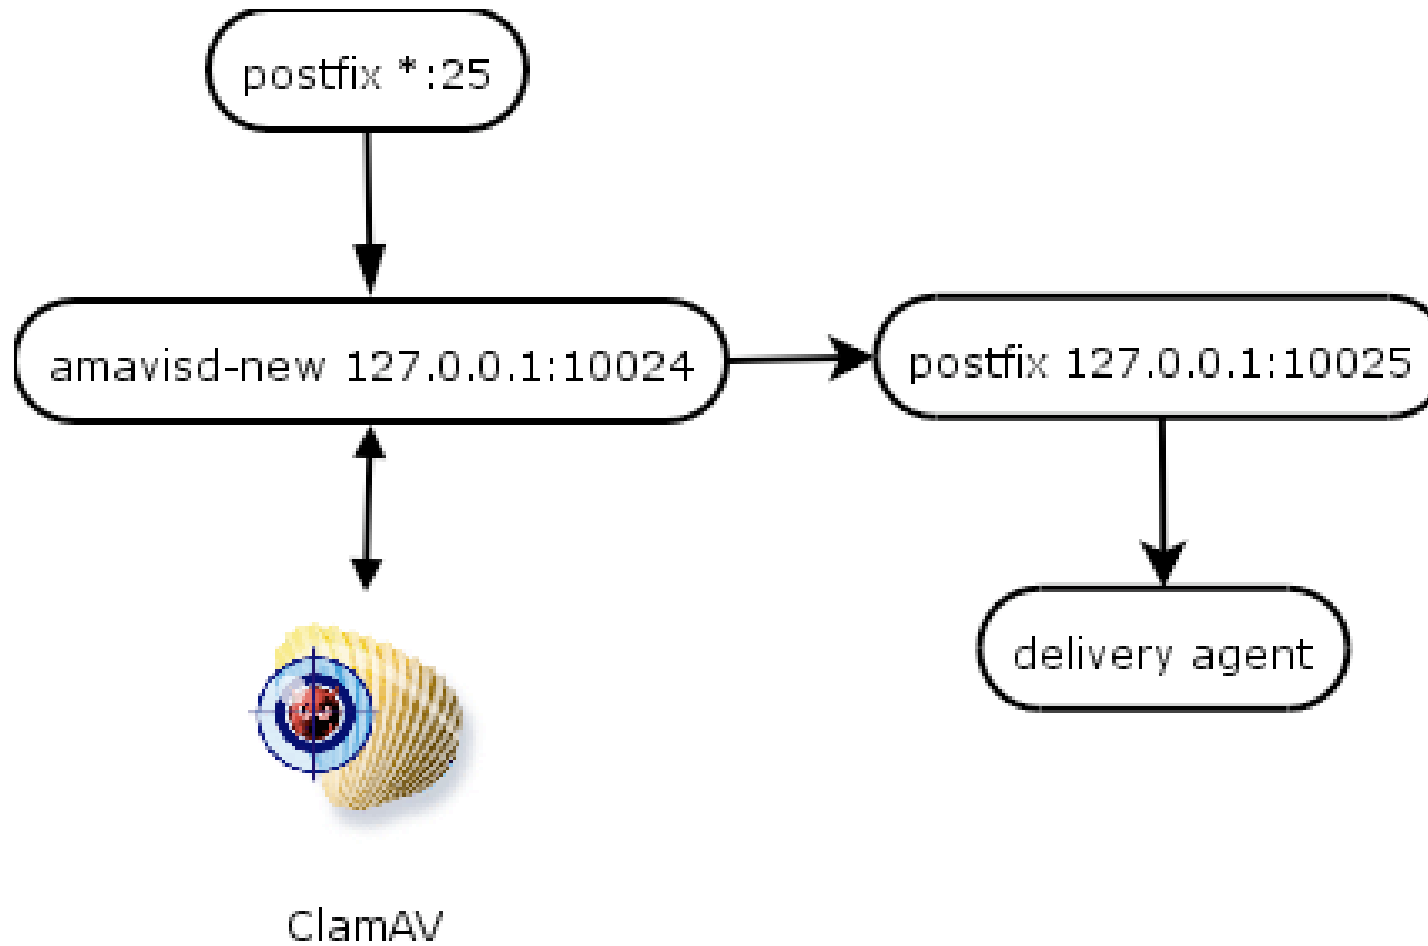 postfix *:25
amavisd-new 127.0.0.1:10024
postfix 127.0.0.1:10025
delivery agent
ClamAV